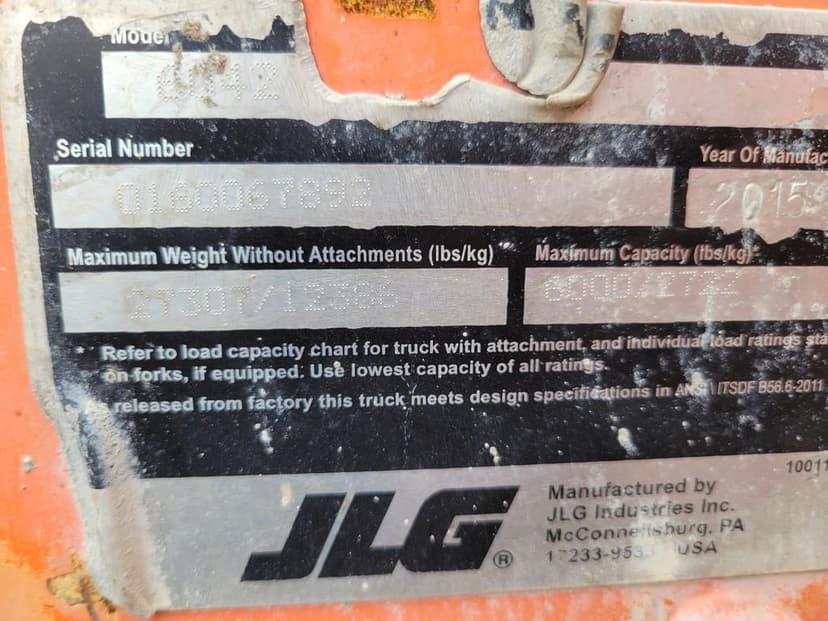 Model
6042
Serial Number
0160067892
Year Of Manufac
2015
Maximum Weight Without Attachments (lbs/kg)
27307/12386
Maximum Capacity (lbs/kg)
6000/2722
* Refer to load capacity chart for truck with attachment, and individual load ratings sta
on forks, if equipped. Use lowest capacity of all ratings.
As released from factory this truck meets design specifications in ANSI \ ITSDF B56.6-2011
10011
JLG®
Manufactured by
JLG Industries Inc.
McConnellsburg, PA
USA